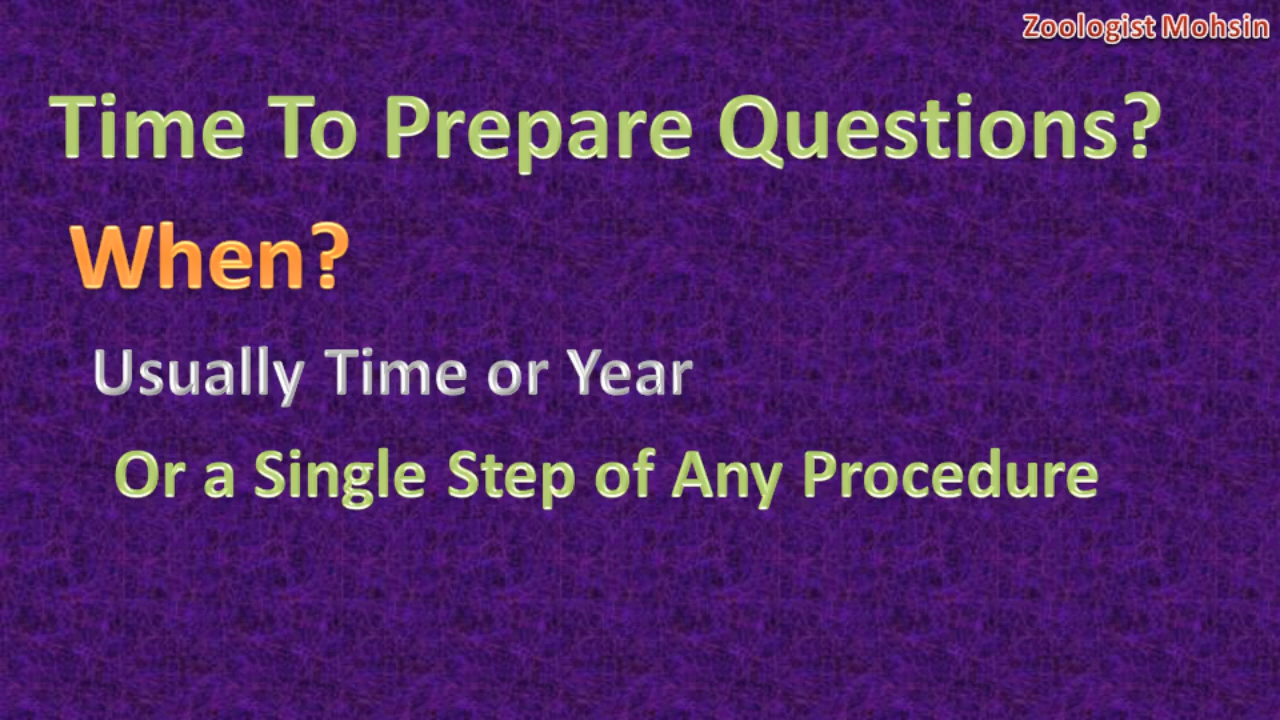 Zoologist Mohsin
Time To Prepare Questions?
When?
Usually Time or Year
Or a Single Step of Any Procedure